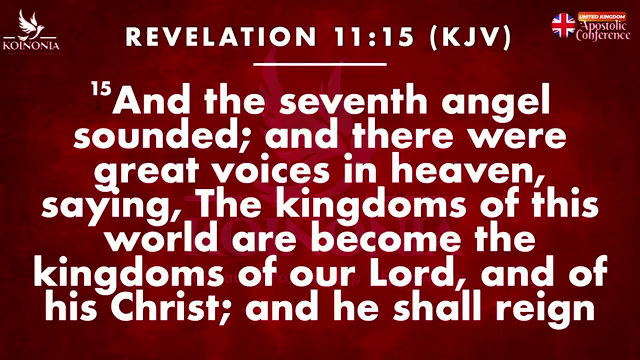 KOINONIA
REVELATION 11:15 (KJV)
UNITED KINGDOM
Apostolic
Conference
15And the seventh angel
sounded; and there were
great voices in heaven,
saying, The kingdoms of this
world are become the
kingdoms of our Lord, and of
his Christ; and he shall reign